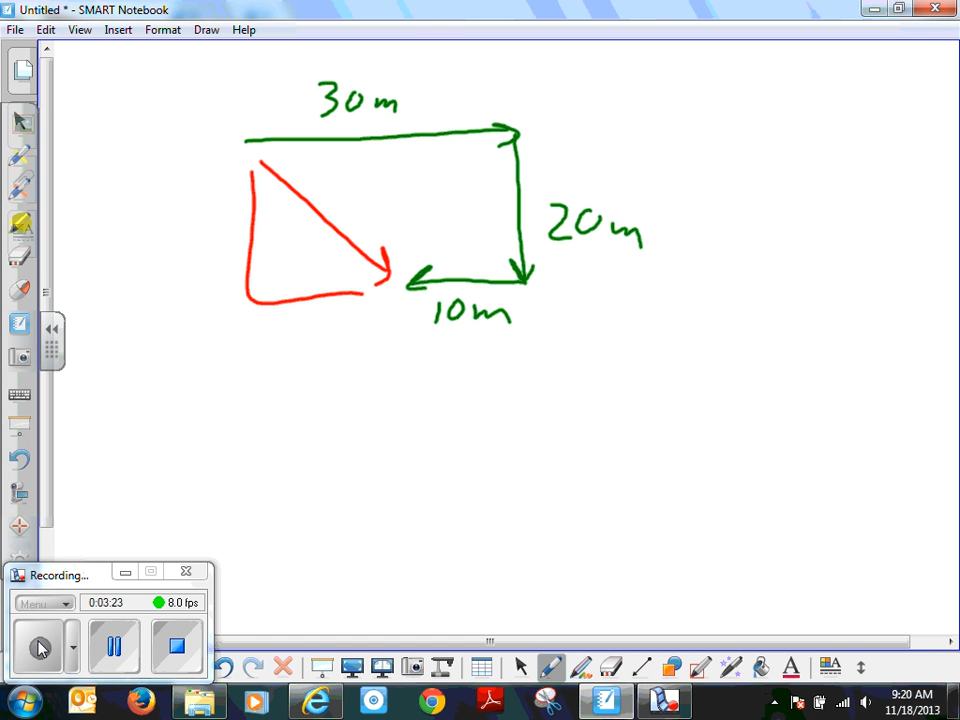 Untitled * - SMART Notebook
File Edit View Insert Format Draw Help
30m
20m
10m
Recording...
Menu
0:03:23
8.0 fps
9:20 AM
11/18/2013